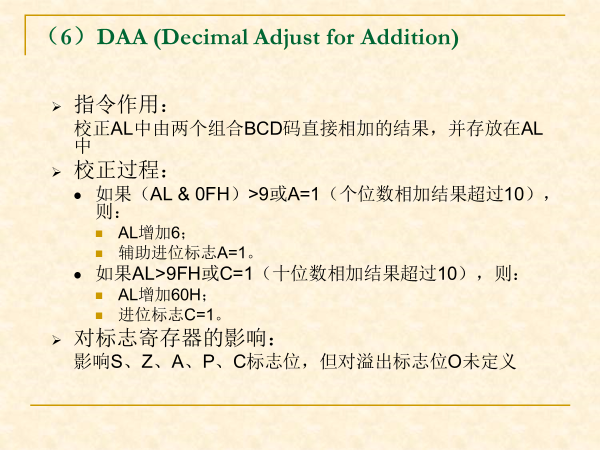 （6）DAA (Decimal Adjust for Addition)
指令作用：
校正AL中由两个组合BCD码直接相加的结果，并存放在AL
中
校正过程：
如果（AL & 0FH）>9或A=1（个位数相加结果超过10），
则：
AL增加6；
辅助进位标志A=1。
如果AL>9FH或C=1（十位数相加结果超过10），则：
AL增加60H；
进位标志C=1。
对标志寄存器的影响：
影响S、Z、A、P、C标志位，但对溢出标志位O未定义